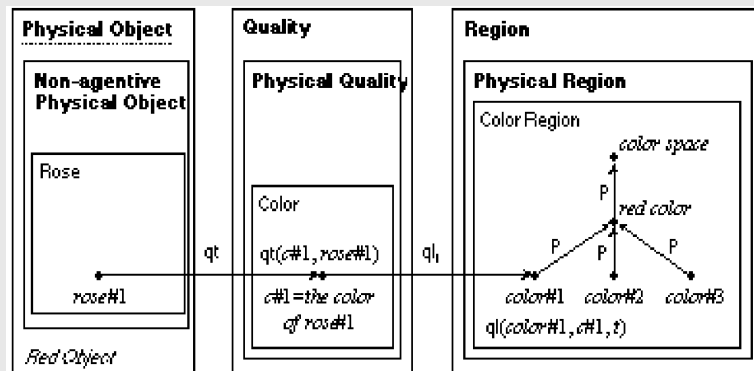 Physical Object
Non-agentive
Physical Object
Rose
rose#1
Red Object
qt
Quality
Physical Quality
Color
qt(c#1, rose#1)
c#1=the color
of rose#1
qlₜ
Region
Physical Region
Color Region
color space
P
red color
P
P
P
color#1
color#2
color#3
ql(color#1,c#1,t)